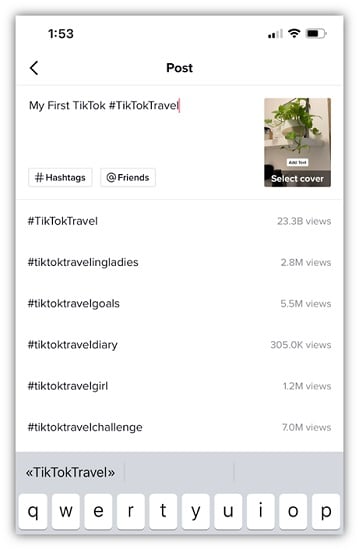 1:53
Post
My First TikTok #TikTokTravel
Add Text
Select cover
# Hashtags
@ Friends
#TikTokTravel 23.3B views
#tiktoktravelingladies 2.8M views
#tiktoktravelgoals 5.5M views
#tiktoktraveldiary 305.0K views
#tiktoktravelgirl 1.2M views
#tiktoktravelchallenge 7.0M views
«TikTokTravel»
q w e r t y u i o p